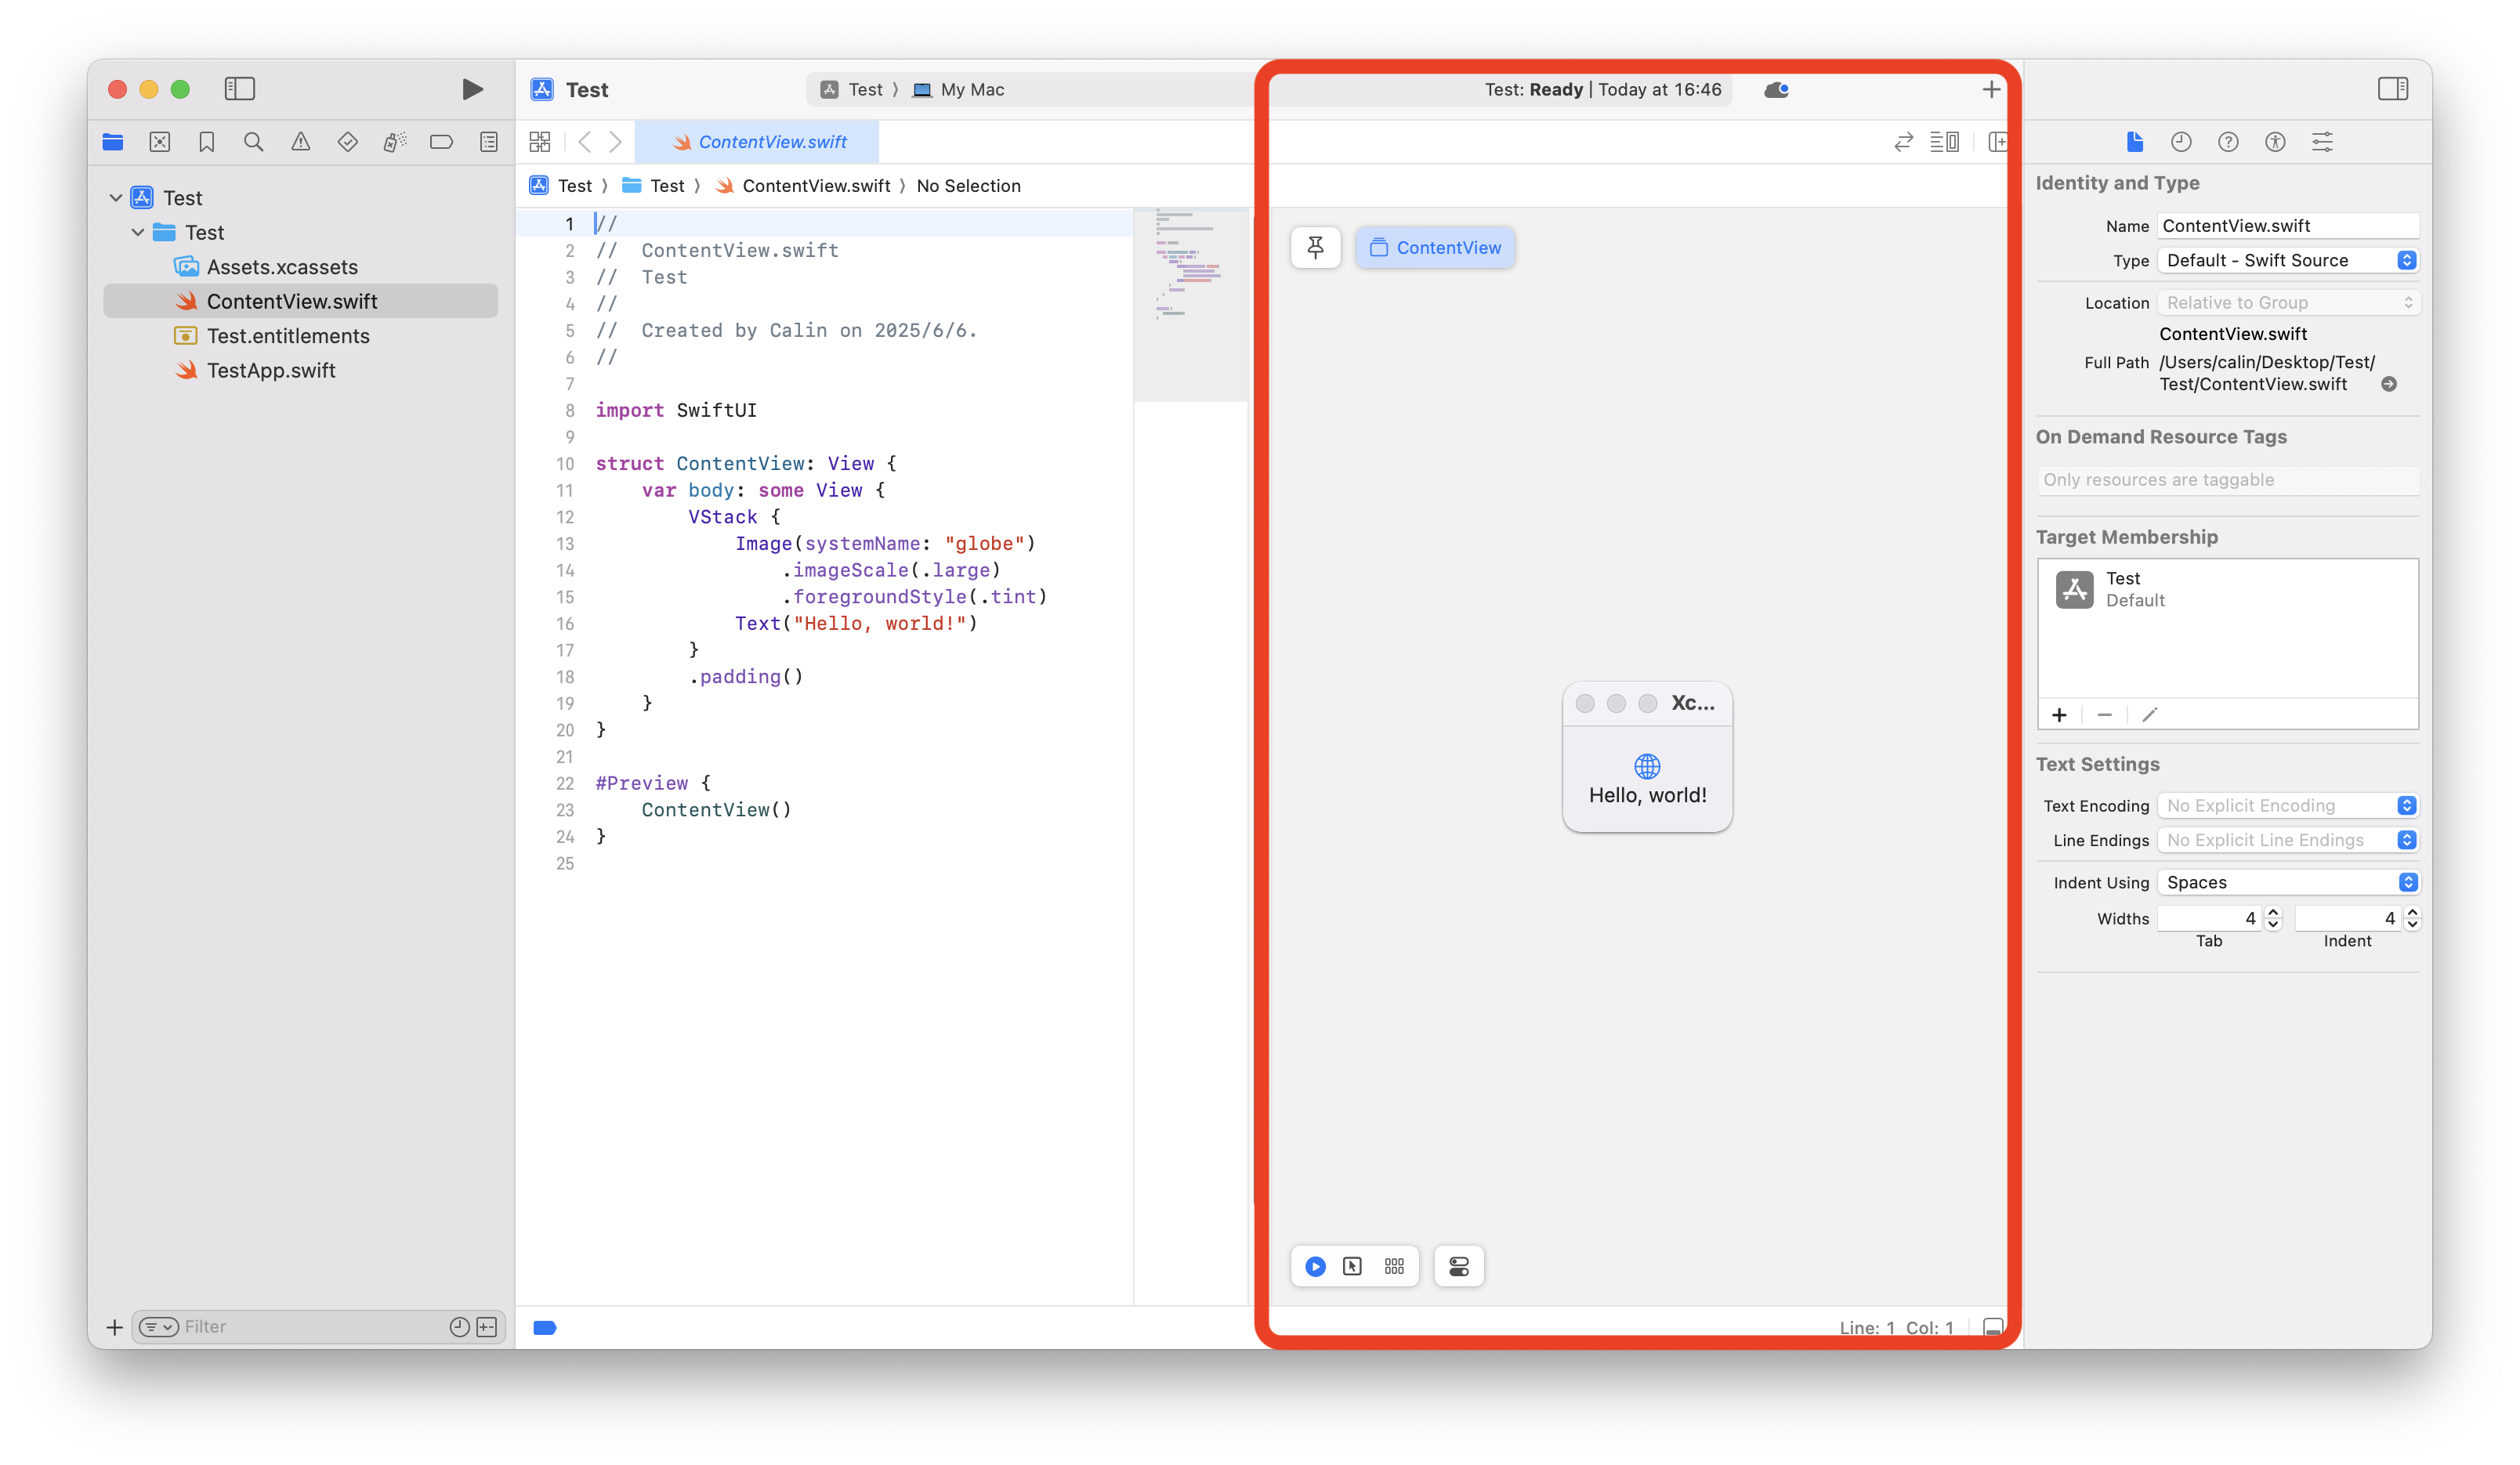 Test
Test 〉 My Mac
Test: Ready | Today at 16:46
ContentView.swift
Test 〉 Test 〉 ContentView.swift 〉 No Selection
Test
Test
Assets.xcassets
ContentView.swift
Test.entitlements
TestApp.swift
Filter
1 //
2 //  ContentView.swift
3 //  Test
4 //
5 //  Created by Calin on 2025/6/6.
6 //
7
8 import SwiftUI
9
10 struct ContentView: View {
11     var body: some View {
12         VStack {
13             Image(systemName: "globe")
14                 .imageScale(.large)
15                 .foregroundStyle(.tint)
16             Text("Hello, world!")
17         }
18         .padding()
19     }
20 }
21
22 #Preview {
23     ContentView()
24 }
25
ContentView
Xc...
Hello, world!
Line: 1 Col: 1
Identity and Type
Name ContentView.swift
Type Default - Swift Source
Location Relative to Group
ContentView.swift
Full Path /Users/calin/Desktop/Test/
Test/ContentView.swift
On Demand Resource Tags
Only resources are taggable
Target Membership
Test
Default
Text Settings
Text Encoding No Explicit Encoding
Line Endings No Explicit Line Endings
Indent Using Spaces
Widths 4 4
Tab Indent